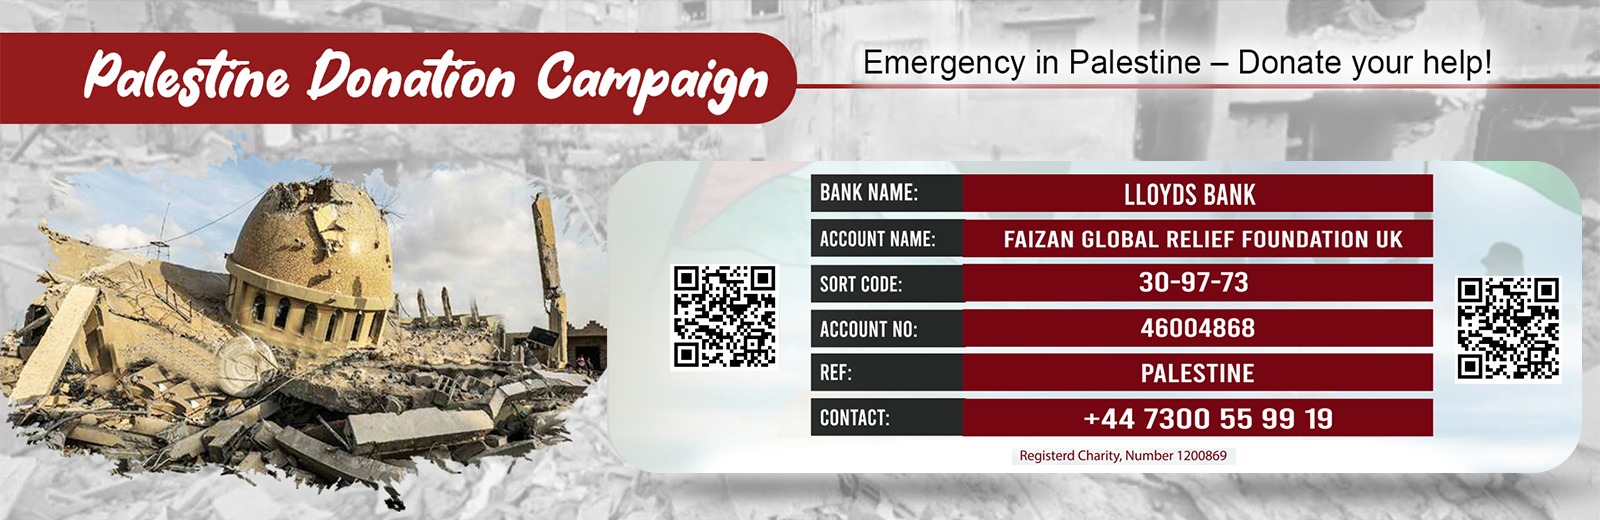 Palestine Donation Campaign
Emergency in Palestine – Donate your help!
BANK NAME: LLOYDS BANK
ACCOUNT NAME: FAIZAN GLOBAL RELIEF FOUNDATION UK
SORT CODE: 30-97-73
ACCOUNT NO: 46004868
REF: PALESTINE
CONTACT: +44 7300 55 99 19
Registerd Charity, Number 1200869